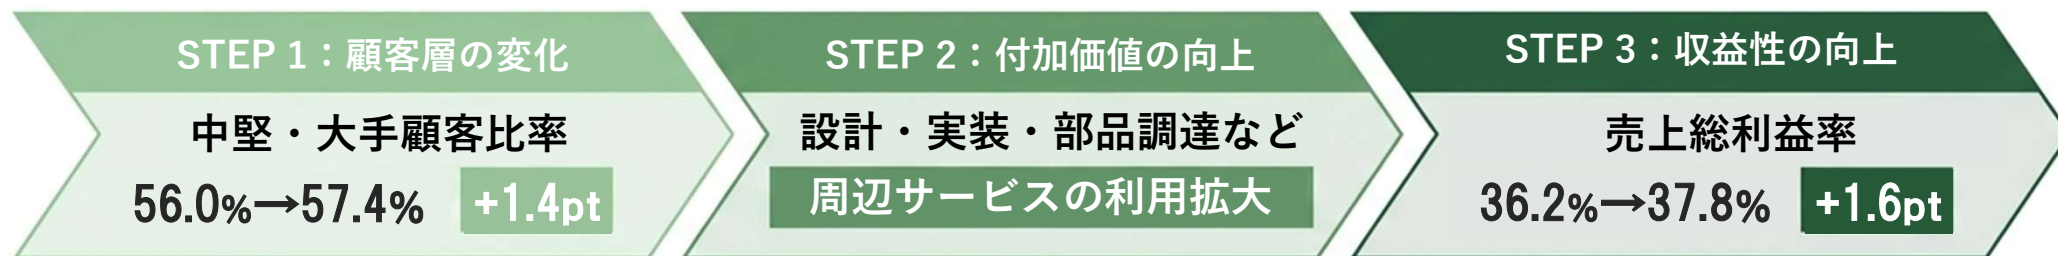 STEP 1：顧客層の変化
中堅・大手顧客比率
56.0%→57.4% +1.4pt
STEP 2：付加価値の向上
設計・実装・部品調達など
周辺サービスの利用拡大
STEP 3：収益性の向上
売上総利益率
36.2%→37.8% +1.6pt